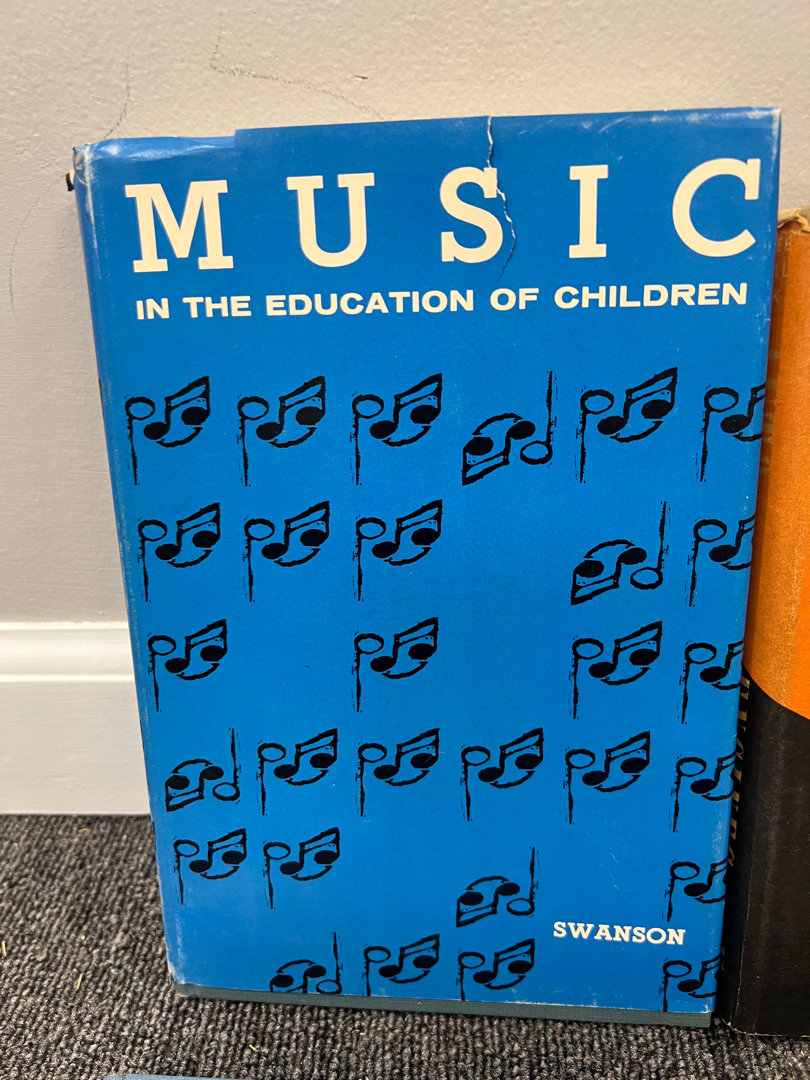 MUSIC
IN THE EDUCATION OF CHILDREN
SWANSON